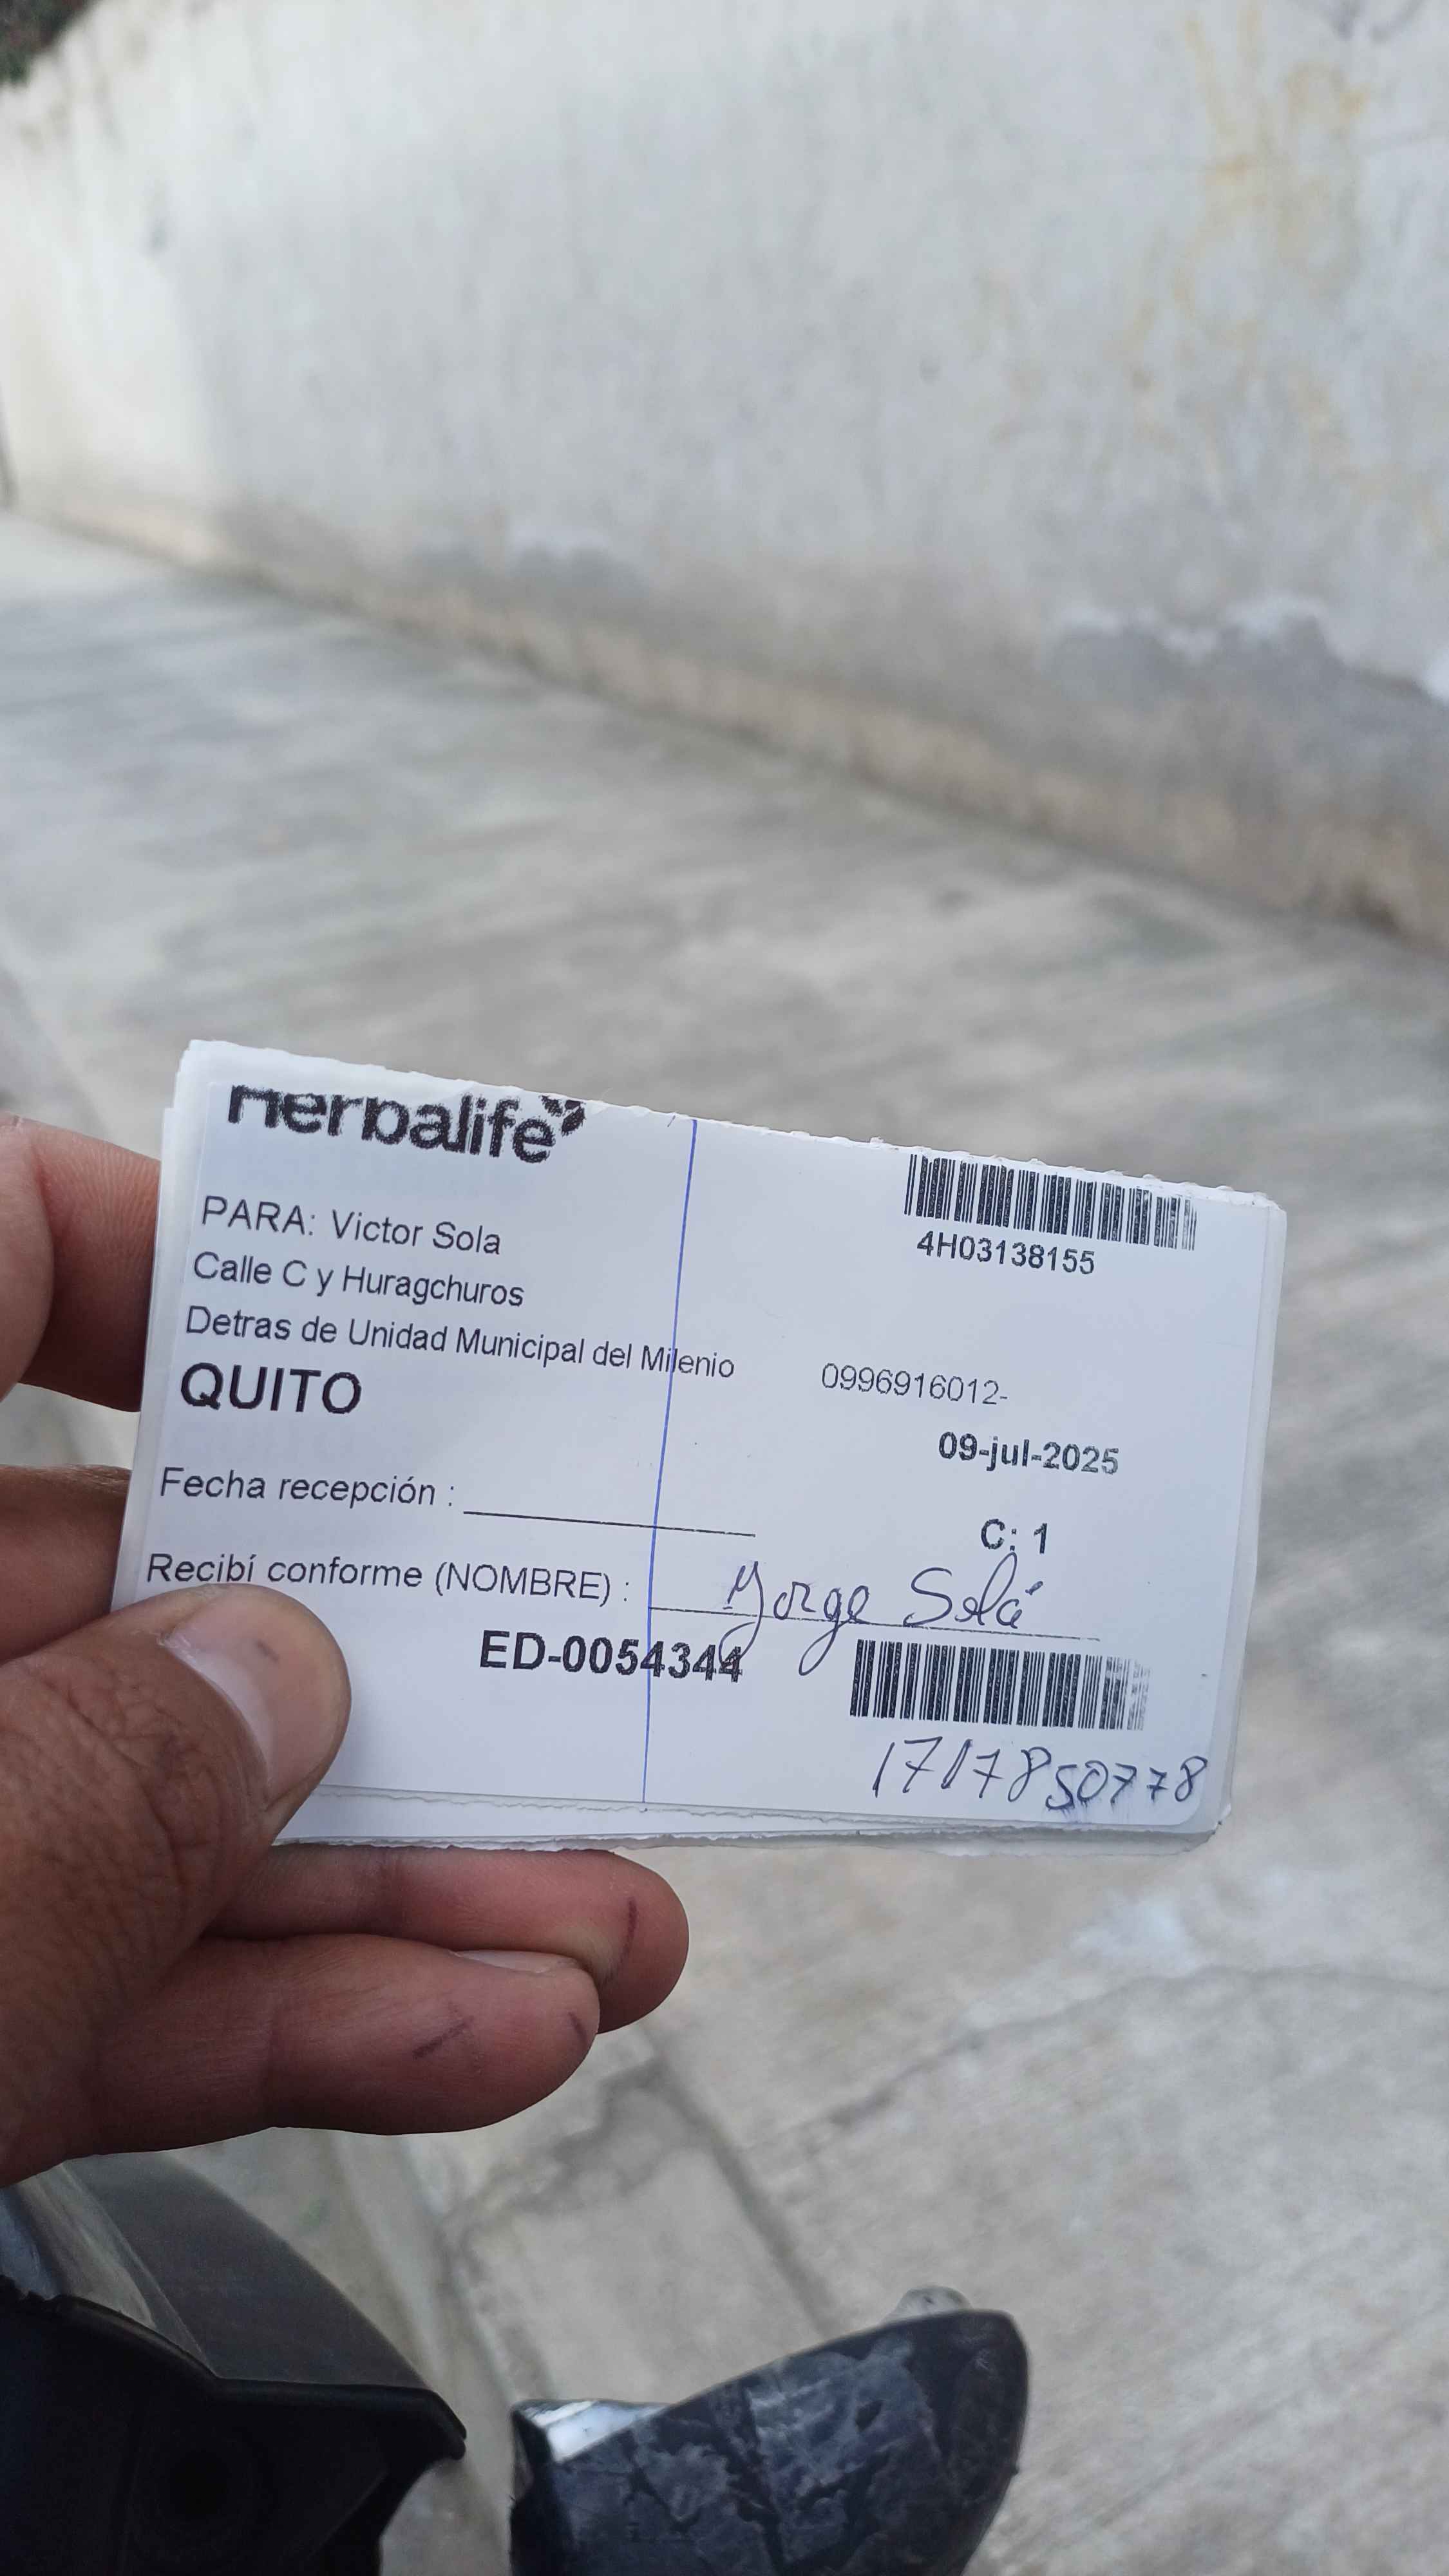 Herbalife
PARA: Victor Sola
Calle C y Huragchuros
Detras de Unidad Municipal del Milenio
QUITO
4H03138155
0996916012-
09-jul-2025
C: 1
Fecha recepción :
Recibí conforme (NOMBRE) : Jorge Solá
ED-0054344
1717850778